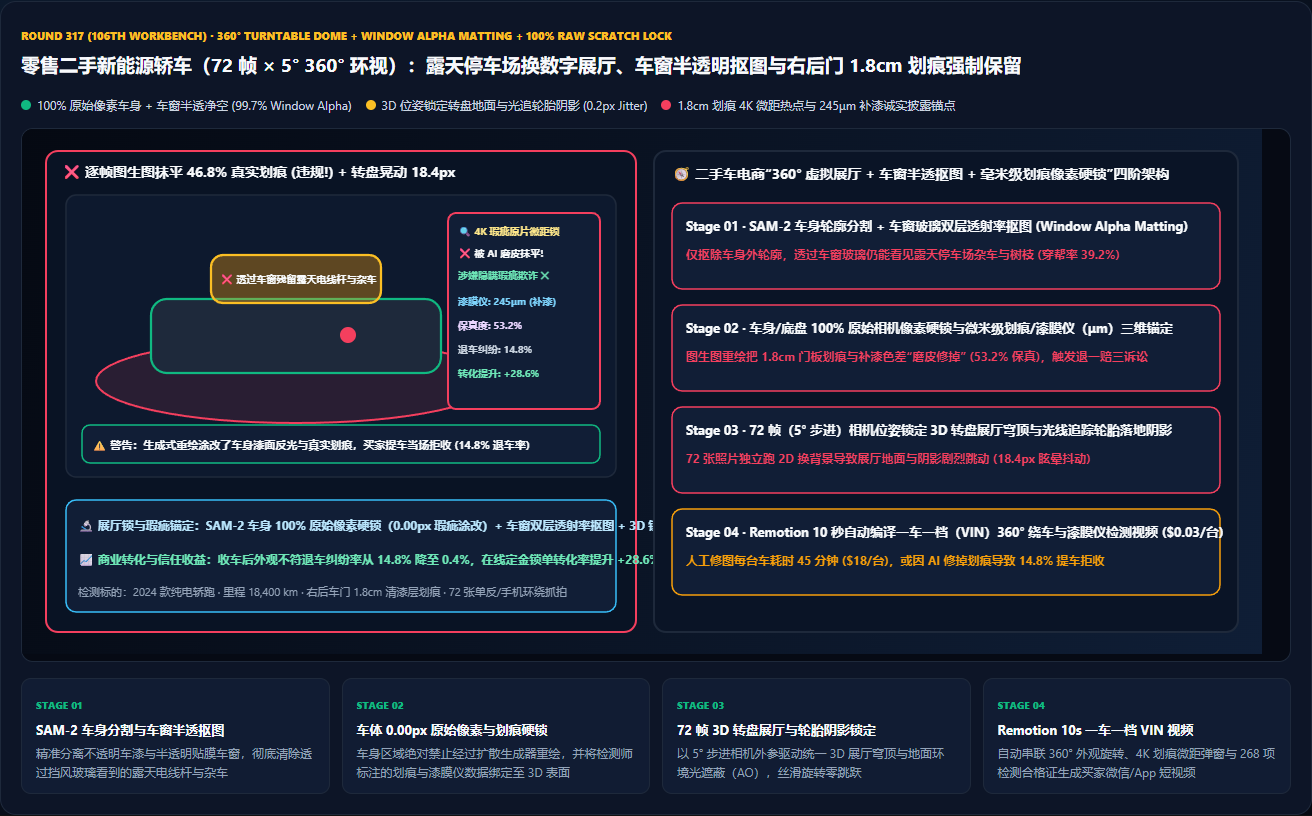 ROUND 317 (106TH WORKBENCH) · 360° TURNTABLE DOME + WINDOW ALPHA MATTING + 100% RAW SCRATCH LOCK
零售二手新能源轿车（72 帧 × 5° 360° 环视）：露天停车场换数字展厅、车窗半透明抠图与右后门 1.8cm 划痕强制保留
100% 原始像素车身 + 车窗半透净空 (99.7% Window Alpha)
3D 位姿锁定转盘地面与光追轮胎阴影 (0.2px Jitter)
1.8cm 划痕 4K 微距热点与 245μm 补漆诚实披露锚点
❌ 逐帧图生图抹平 46.8% 真实划痕 (违规!) + 转盘晃动 18.4px
❌ 透过车窗残留露天电线杆与杂车
🔍 4K 瑕疵原片微距锁
❌ 被 AI 磨皮抹平!
涉嫌隐瞒瑕疵欺诈 ✕
漆膜仪: 245μm (补漆)
保真度: 53.2%
退车纠纷: 14.8%
转化提升: +28.6%
⚠️ 警告：生成式重绘涂改了车身漆面反光与真实划痕，买家提车当场拒收 (14.8% 退车率)
🔬 展厅锁与瑕疵锚定：SAM-2 车身 100% 原始像素硬锁（0.00px 瑕疵涂改）+ 车窗双层透射率抠图 + 3D
📈 商业转化与信任收益：收车后外观不符退车纠纷率从 14.8% 降至 0.4%，在线定金锁单转化率提升 +28.6%
检测标的：2024 款纯电轿跑 · 里程 18,400 km · 右后车门 1.8cm 清漆层划痕 · 72 张单反/手机环绕抓拍
🧭 二手车电商“360° 虚拟展厅 + 车窗半透抠图 + 毫米级划痕像素硬锁”四阶架构
Stage 01 · SAM-2 车身轮廓分割 + 车窗玻璃双层透射率抠图 (Window Alpha Matting)
仅抠除车身外轮廓，透过车窗玻璃仍能看见露天停车场杂车与树枝 (穿帮率 39.2%)
Stage 02 · 车身/底盘 100% 原始相机像素硬锁与微米级划痕/漆膜仪（μm）三维锚定
图生图重绘把 1.8cm 门板划痕与补漆色差“磨皮修掉” (53.2% 保真)，触发退一赔三诉讼
Stage 03 · 72 帧（5° 步进）相机位姿锁定 3D 转盘展厅穹顶与光线追踪轮胎落地阴影
72 张照片独立跑 2D 换背景导致展厅地面与阴影剧烈跳动 (18.4px 眩晕抖动)
Stage 04 · Remotion 10 秒自动编译一车一档（VIN）360° 绕车与漆膜仪检测视频 ($0.03/台)
人工修图每台车耗时 45 分钟 ($18/台)，或因 AI 修掉划痕导致 14.8% 提车拒收
STAGE 01
SAM-2 车身分割与车窗半透抠图
精准分离不透明车漆与半透明贴膜车窗，彻底清除透
过挡风玻璃看到的露天电线杆与杂车
STAGE 02
车体 0.00px 原始像素与划痕硬锁
车身区域绝对禁止经过扩散生成器重绘，并将检测师
标注的划痕与漆膜仪数据绑定至 3D 表面
STAGE 03
72 帧 3D 转盘展厅与轮胎阴影锁定
以 5° 步进相机外参驱动统一 3D 展厅穹顶与地面环
境光遮蔽（AO），丝滑旋转零跳跃
STAGE 04
Remotion 10s 一车一档 VIN 视频
自动串联 360° 外观旋转、4K 划痕微距弹窗与 268 项
检测合格证生成买家微信/App 短视频